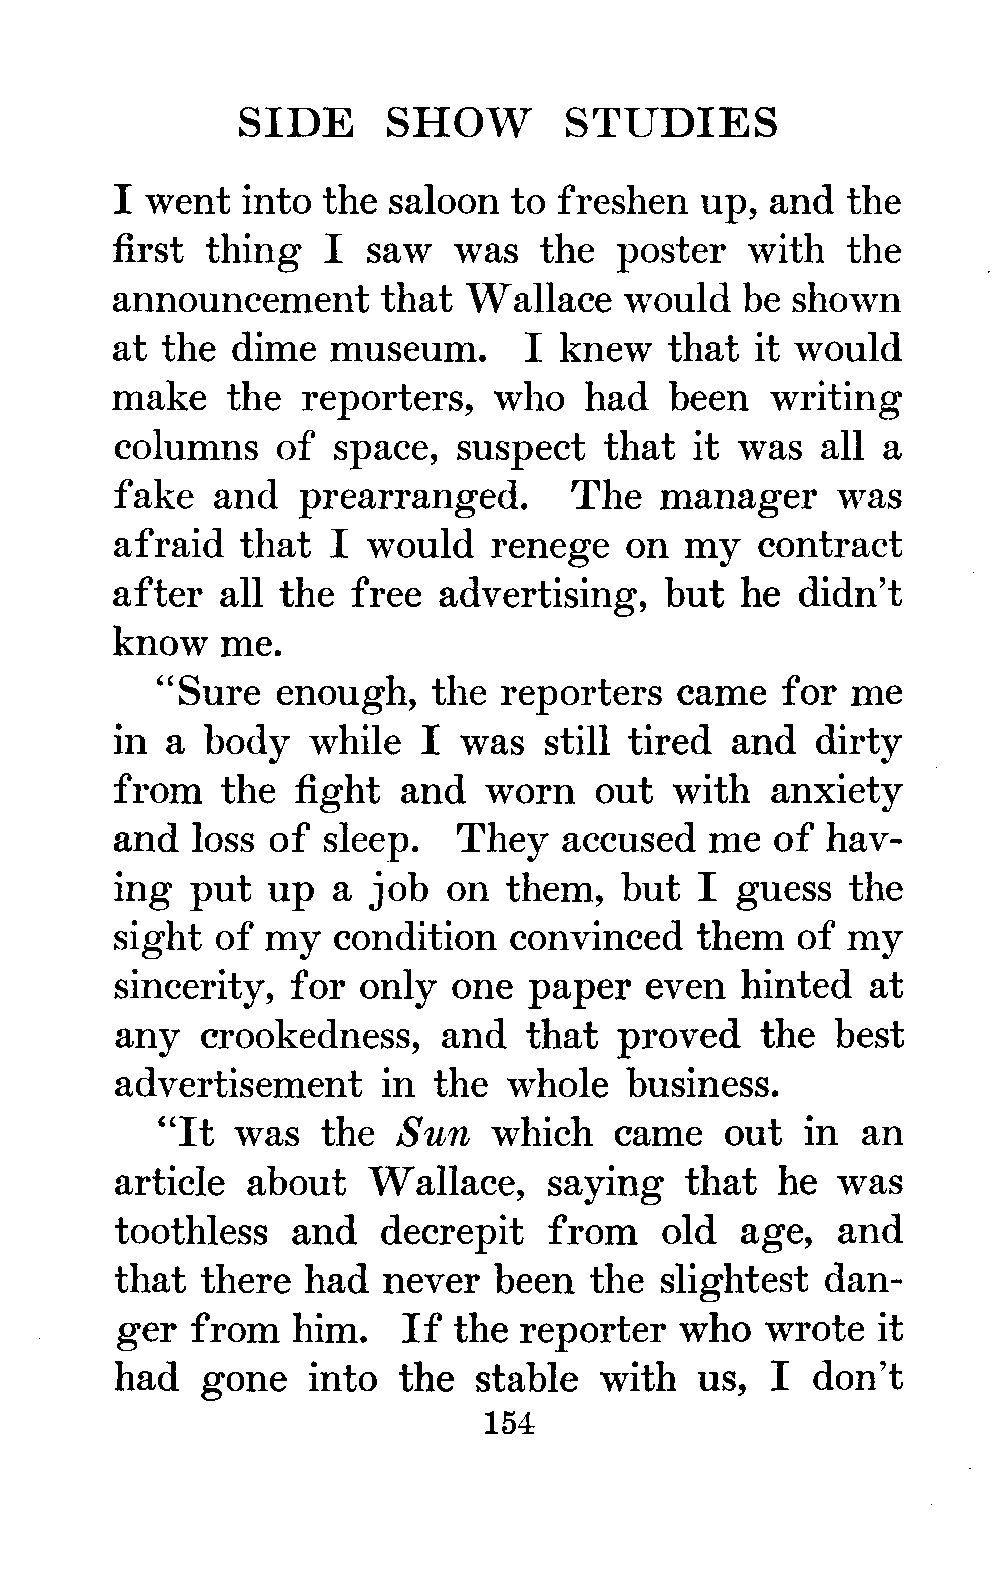 SIDE SHOW STUDIES
I went into the saloon to freshen up, and the
first thing I saw was the poster with the
announcement that Wallace would be shown
at the dime museum. I knew that it would
make the reporters, who had been writing
columns of space, suspect that it was all a
fake and prearranged. The manager was
afraid that I would renege on my contract
after all the free advertising, but he didn't
know me.
"Sure enough, the reporters came for me
in a body while I was still tired and dirty
from the fight and worn out with anxiety
and loss of sleep. They accused me of hav-
ing put up a job on them, but I guess the
sight of my condition convinced them of my
sincerity, for only one paper even hinted at
any crookedness, and that proved the best
advertisement in the whole business.
"It was the Sun which came out in an
article about Wallace, saying that he was
toothless and decrepit from old age, and
that there had never been the slightest dan-
ger from him. If the reporter who wrote it
had gone into the stable with us, I don't
154